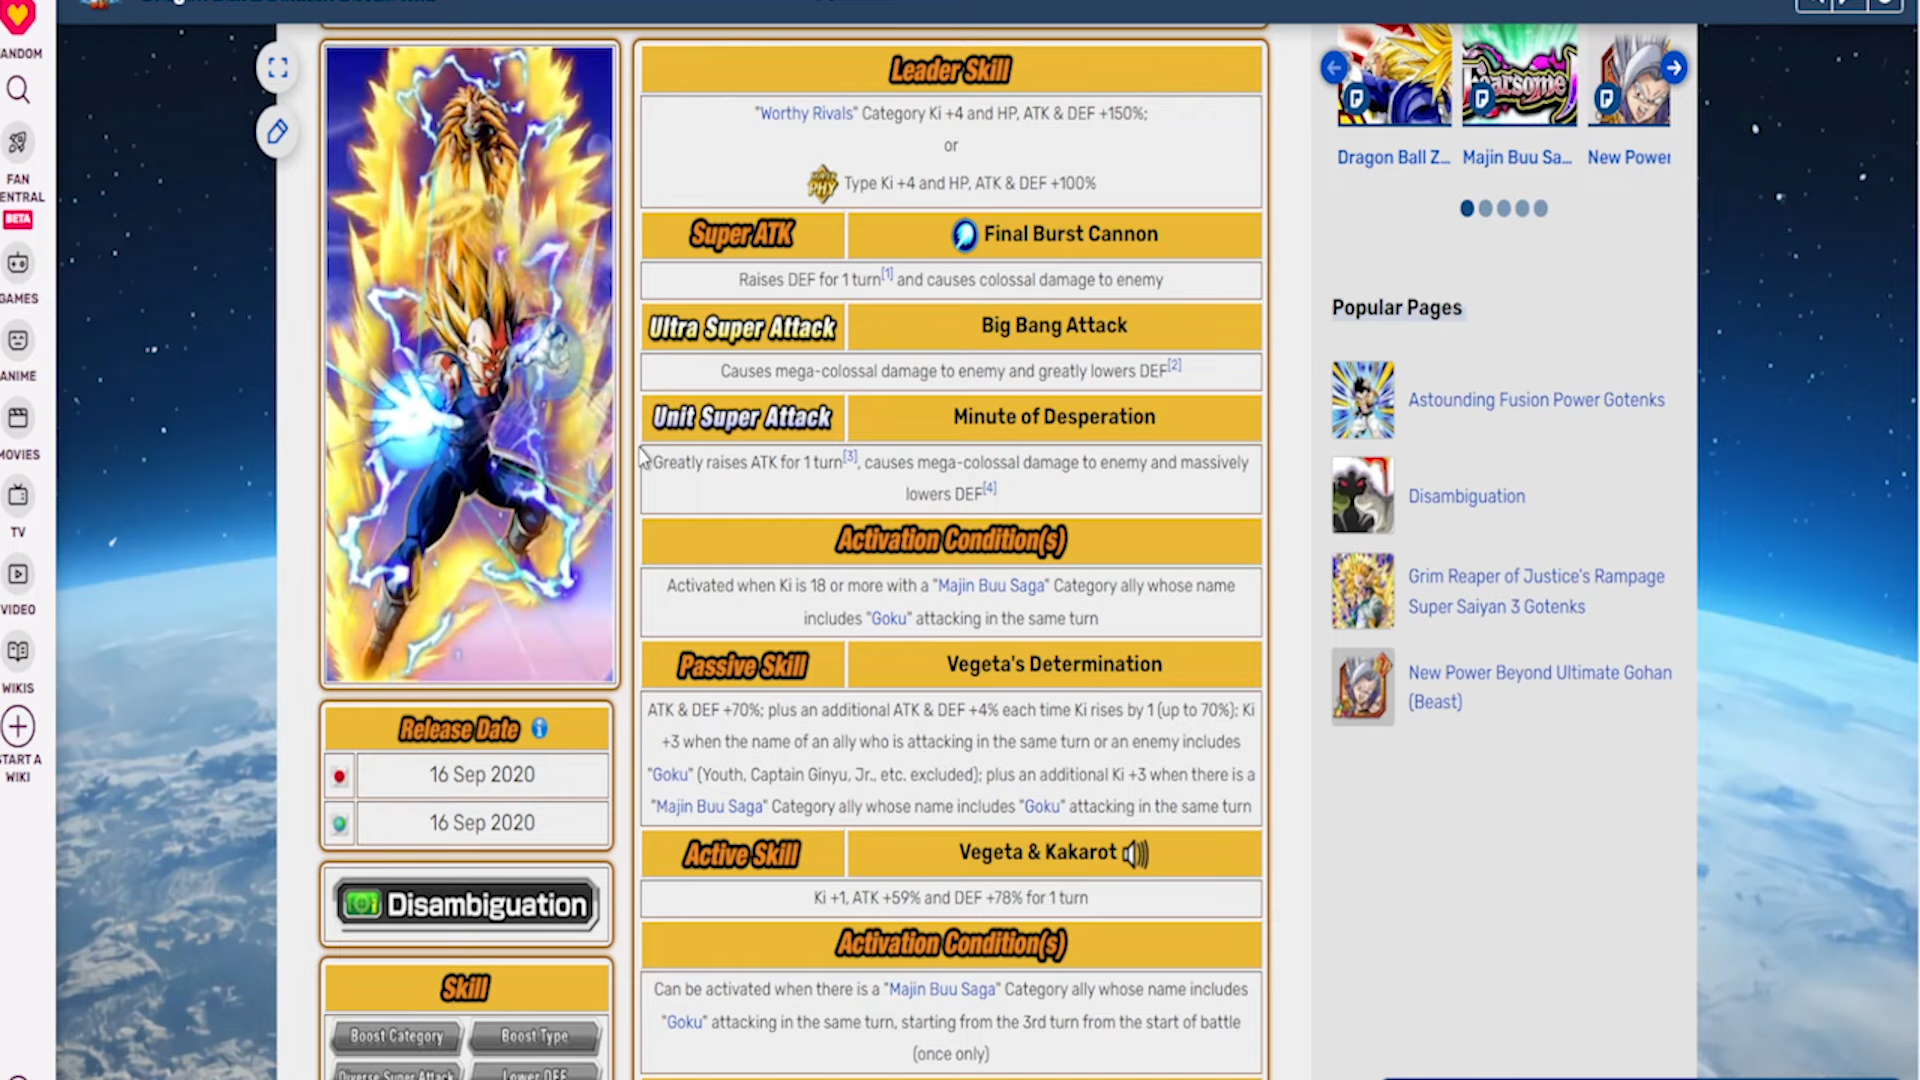 ANDOM
FAN
ENTRAL
BETA
GAMES
ANIME
MOVIES
TV
VIDEO
WIKIS
START A
WIKI
Leader Skill
"Worthy Rivals" Category Ki +4 and HP, ATK & DEF +150%;
or
SUPER PHY Type Ki +4 and HP, ATK & DEF +100%
Super ATK Final Burst Cannon
Raises DEF for 1 turn[1] and causes colossal damage to enemy
Ultra Super Attack Big Bang Attack
Causes mega-colossal damage to enemy and greatly lowers DEF[2]
Unit Super Attack Minute of Desperation
Greatly raises ATK for 1 turn[3], causes mega-colossal damage to enemy and massively
lowers DEF[4]
Activation Condition(s)
Activated when Ki is 18 or more with a "Majin Buu Saga" Category ally whose name
includes "Goku" attacking in the same turn
Passive Skill Vegeta's Determination
ATK & DEF +70%; plus an additional ATK & DEF +4% each time Ki rises by 1 (up to 70%); Ki
+3 when the name of an ally who is attacking in the same turn or an enemy includes
"Goku" (Youth, Captain Ginyu, Jr., etc. excluded); plus an additional Ki +3 when there is a
"Majin Buu Saga" Category ally whose name includes "Goku" attacking in the same turn
Active Skill Vegeta & Kakarot
Ki +1, ATK +59% and DEF +78% for 1 turn
Activation Condition(s)
Can be activated when there is a "Majin Buu Saga" Category ally whose name includes
"Goku" attacking in the same turn, starting from the 3rd turn from the start of battle
(once only)
Release Date
16 Sep 2020
16 Sep 2020
Disambiguation
Skill
Boost Category Boost Type
Diverse Super Attack Lower DEF
Fearsome
Dragon Ball Z... Majin Buu Sa... New Power
Popular Pages
Astounding Fusion Power Gotenks
Disambiguation
Grim Reaper of Justice's Rampage
Super Saiyan 3 Gotenks
New Power Beyond Ultimate Gohan
(Beast)